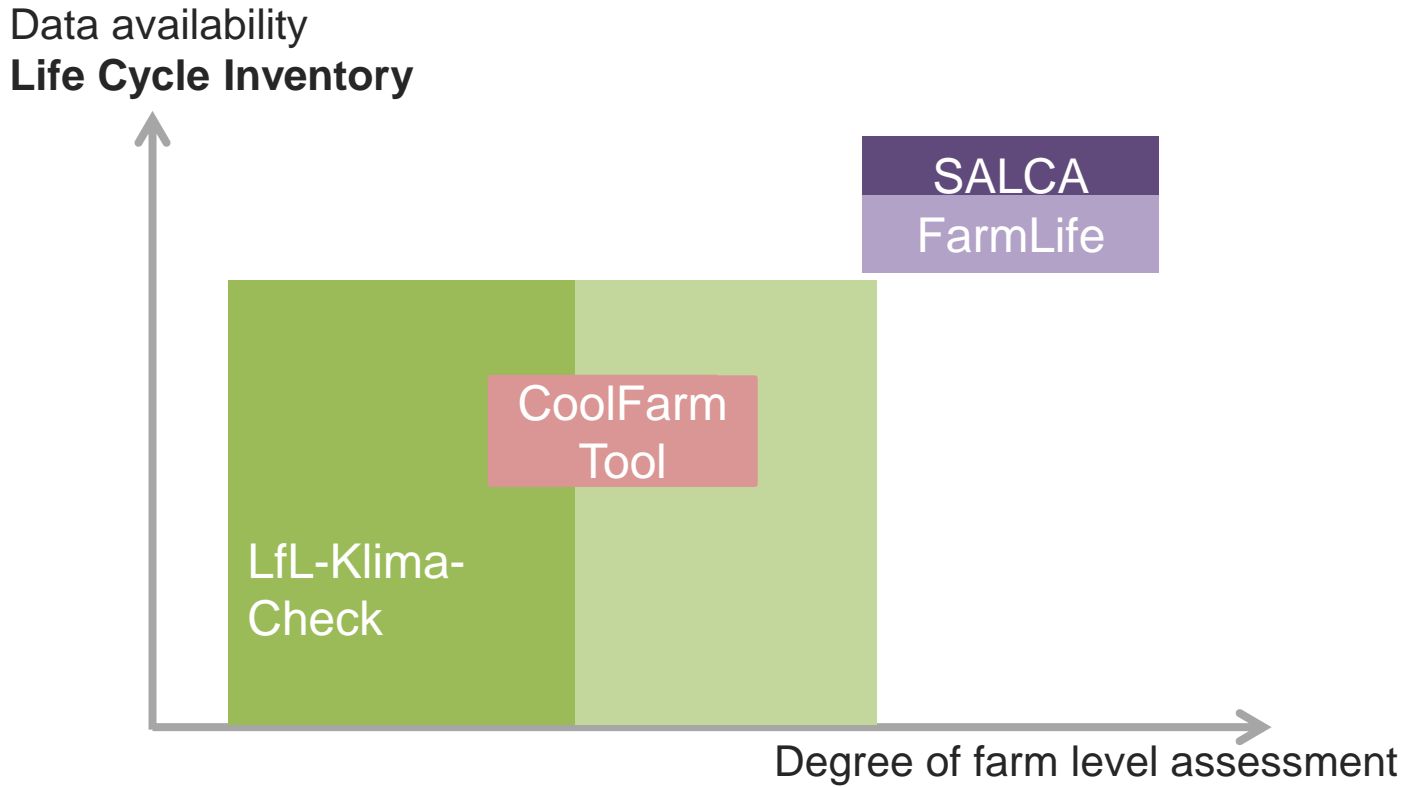 Data availability
Life Cycle Inventory
SALCA
FarmLife
CoolFarm
Tool
LfL-Klima-
Check
Degree of farm level assessment